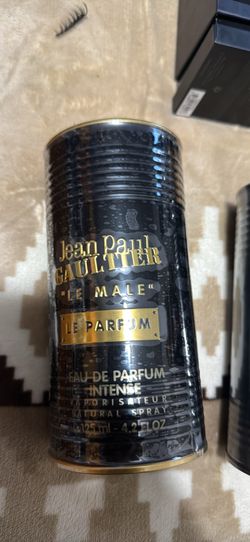 Jean Paul
GAULTIER
"LE MALE"
LE PARFUM
EAU DE PARFUM
INTENSE
VAPORISATEUR
NATURAL SPRAY
125 ml - 4.2 FL.OZ